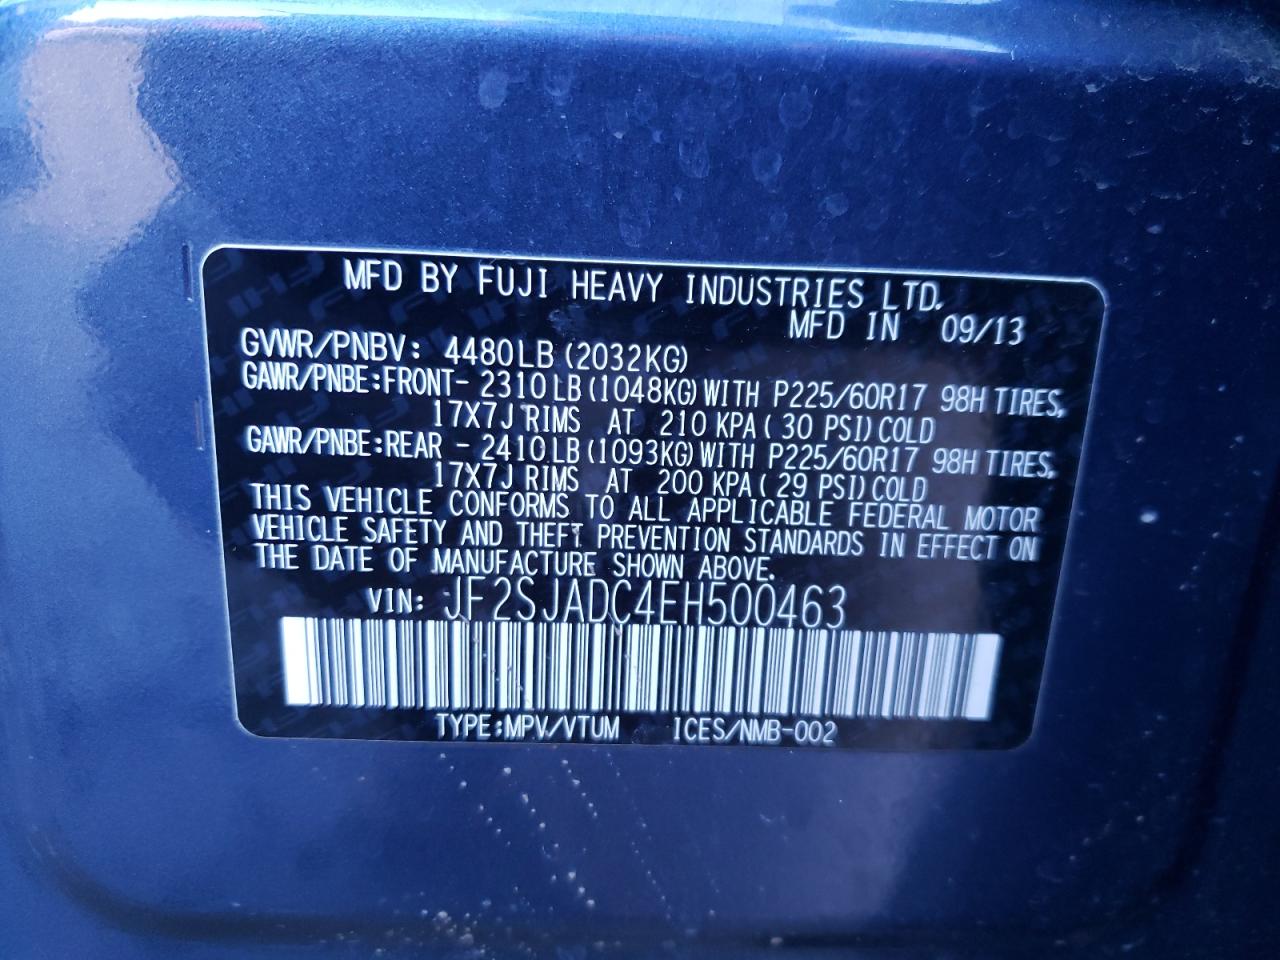 MFD BY FUJI HEAVY INDUSTRIES LTD.
MFD IN 09/13
GVWR/PNBV: 4480LB (2032KG)
GAWR/PNBE:FRONT- 2310LB (1048KG) WITH P225/60R17 98H TIRES,
17X7J RIMS AT 210 KPA ( 30 PSI) COLD
GAWR/PNBE:REAR - 2410LB (1093KG) WITH P225/60R17 98H TIRES,
17X7J RIMS AT 200 KPA ( 29 PSI) COLD
THIS VEHICLE CONFORMS TO ALL APPLICABLE FEDERAL MOTOR
VEHICLE SAFETY AND THEFT PREVENTION STANDARDS IN EFFECT ON
THE DATE OF MANUFACTURE SHOWN ABOVE.
VIN: JF2SJADC4EH500463
TYPE:MPV/VTUM ICES/NMB-002